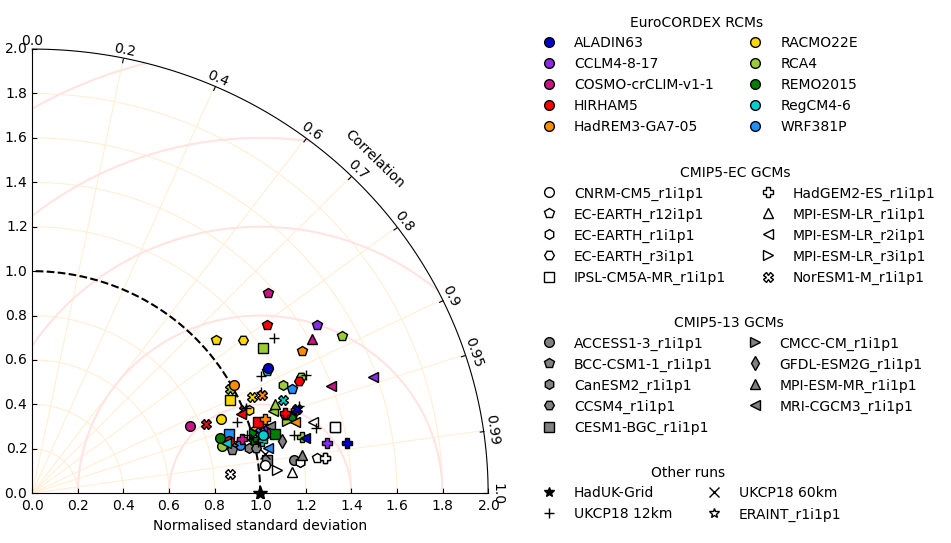 0.0
0.2
0.4
0.6
0.7
0.8
0.9
0.95
0.99
1.0
Correlation
2.0
1.8
1.6
1.4
1.2
1.0
0.8
0.6
0.4
0.2
0.0
0.0 0.2 0.4 0.6 0.8 1.0 1.2 1.4 1.6 1.8 2.0
Normalised standard deviation
EuroCORDEX RCMs
ALADIN63 RACMO22E
CCLM4-8-17 RCA4
COSMO-crCLIM-v1-1 REMO2015
HIRHAM5 RegCM4-6
HadREM3-GA7-05 WRF381P
CMIP5-EC GCMs
CNRM-CM5_r1i1p1 HadGEM2-ES_r1i1p1
EC-EARTH_r12i1p1 MPI-ESM-LR_r1i1p1
EC-EARTH_r1i1p1 MPI-ESM-LR_r2i1p1
EC-EARTH_r3i1p1 MPI-ESM-LR_r3i1p1
IPSL-CM5A-MR_r1i1p1 NorESM1-M_r1i1p1
CMIP5-13 GCMs
ACCESS1-3_r1i1p1 CMCC-CM_r1i1p1
BCC-CSM1-1_r1i1p1 GFDL-ESM2G_r1i1p1
CanESM2_r1i1p1 MPI-ESM-MR_r1i1p1
CCSM4_r1i1p1 MRI-CGCM3_r1i1p1
CESM1-BGC_r1i1p1
Other runs
HadUK-Grid UKCP18 60km
UKCP18 12km ERAINT_r1i1p1